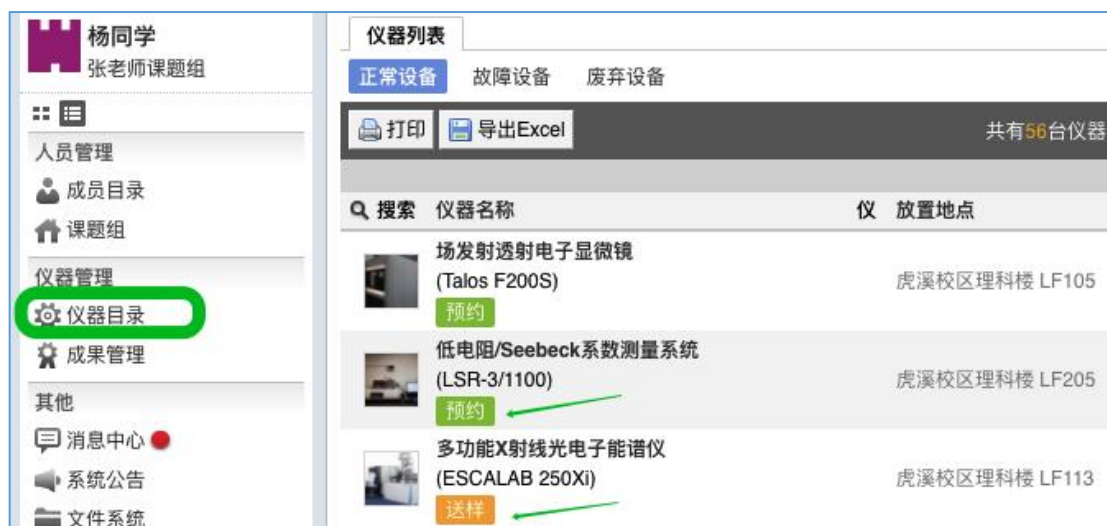 杨同学
张老师课题组
人员管理
成员目录
课题组
仪器管理
仪器目录
成果管理
其他
消息中心
系统公告
文件系统
仪器列表
正常设备 故障设备 废弃设备
打印 导出Excel 共有56台仪器
搜索 仪器名称 仪 放置地点
场发射透射电子显微镜
(Talos F200S) 虎溪校区理科楼 LF105
预约
低电阻/Seebeck系数测量系统
(LSR-3/1100) 虎溪校区理科楼 LF205
预约
多功能X射线光电子能谱仪
(ESCALAB 250Xi) 虎溪校区理科楼 LF113
送样